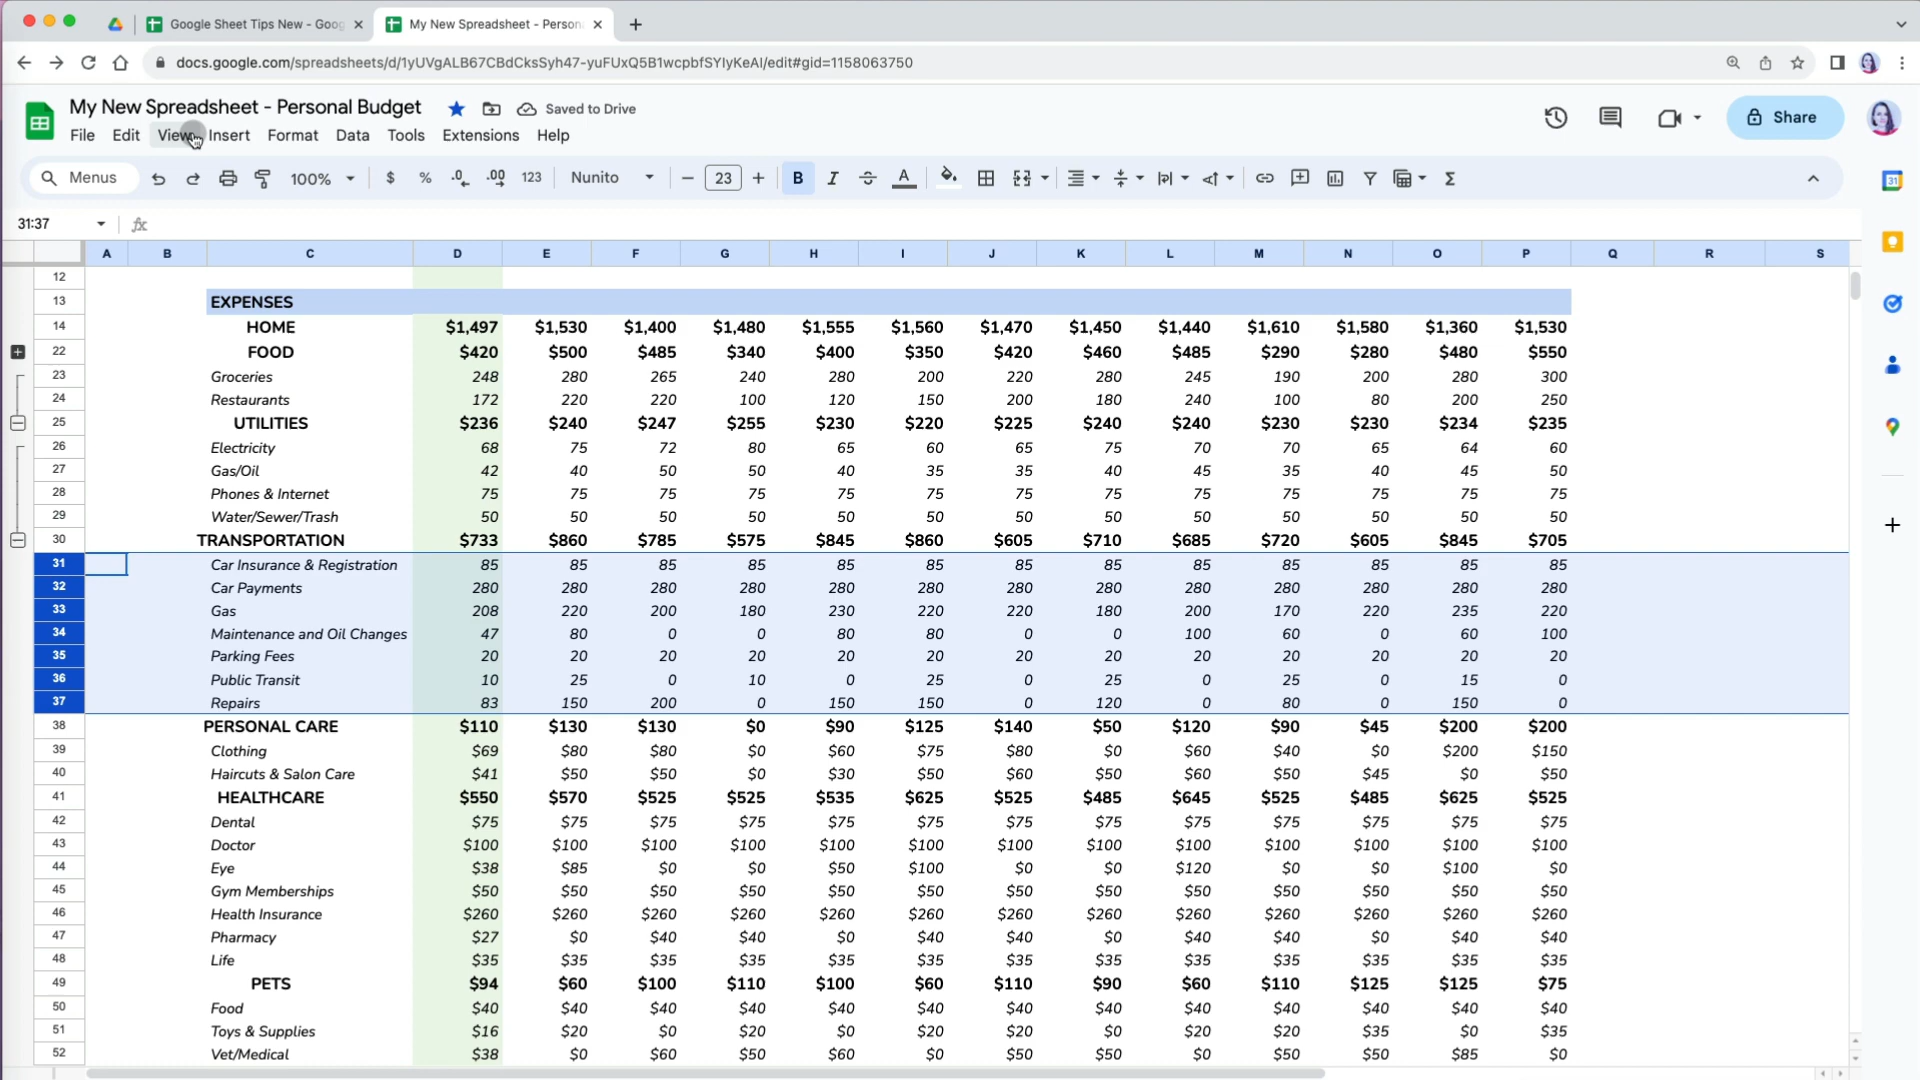 Google Sheet Tips New - Goog
My New Spreadsheet - Person
docs.google.com/spreadsheets/d/1yUVgALB67CBdCksSyh47-yuFUxQ5B1wcpbfSYIyKeAI/edit#gid=1158063750
My New Spreadsheet - Personal Budget Saved to Drive
File Edit View Insert Format Data Tools Extensions Help
Share
Menus 100% $ % .0 .00 123 Nunito - 23 + B I S A Σ
31
31:37 fx
A B C D E F G H I J K L M N O P Q R S
12
13 EXPENSES
14 HOME $1,497 $1,530 $1,400 $1,480 $1,555 $1,560 $1,470 $1,450 $1,440 $1,610 $1,580 $1,360 $1,530
22 FOOD $420 $500 $485 $340 $400 $350 $420 $460 $485 $290 $280 $480 $550
23 Groceries 248 280 265 240 280 200 220 280 245 190 200 280 300
24 Restaurants 172 220 220 100 120 150 200 180 240 100 80 200 250
25 UTILITIES $236 $240 $247 $255 $230 $220 $225 $240 $240 $230 $230 $234 $235
26 Electricity 68 75 72 80 65 60 65 75 70 70 65 64 60
27 Gas/Oil 42 40 50 50 40 35 35 40 45 35 40 45 50
28 Phones & Internet 75 75 75 75 75 75 75 75 75 75 75 75 75
29 Water/Sewer/Trash 50 50 50 50 50 50 50 50 50 50 50 50 50
30 TRANSPORTATION $733 $860 $785 $575 $845 $860 $605 $710 $685 $720 $605 $845 $705
31 Car Insurance & Registration 85 85 85 85 85 85 85 85 85 85 85 85 85
32 Car Payments 280 280 280 280 280 280 280 280 280 280 280 280 280
33 Gas 208 220 200 180 230 220 220 180 200 170 220 235 220
34 Maintenance and Oil Changes 47 80 0 0 80 80 0 0 100 60 0 60 100
35 Parking Fees 20 20 20 20 20 20 20 20 20 20 20 20 20
36 Public Transit 10 25 0 10 0 25 0 25 0 25 0 15 0
37 Repairs 83 150 200 0 150 150 0 120 0 80 0 150 0
38 PERSONAL CARE $110 $130 $130 $0 $90 $125 $140 $50 $120 $90 $45 $200 $200
39 Clothing $69 $80 $80 $0 $60 $75 $80 $0 $60 $40 $0 $200 $150
40 Haircuts & Salon Care $41 $50 $50 $0 $30 $50 $60 $50 $60 $50 $45 $0 $50
41 HEALTHCARE $550 $570 $525 $525 $535 $625 $525 $485 $645 $525 $485 $625 $525
42 Dental $75 $75 $75 $75 $75 $75 $75 $75 $75 $75 $75 $75 $75
43 Doctor $100 $100 $100 $100 $100 $100 $100 $100 $100 $100 $100 $100 $100
44 Eye $38 $85 $0 $0 $50 $100 $0 $0 $120 $0 $0 $100 $0
45 Gym Memberships $50 $50 $50 $50 $50 $50 $50 $50 $50 $50 $50 $50 $50
46 Health Insurance $260 $260 $260 $260 $260 $260 $260 $260 $260 $260 $260 $260 $260
47 Pharmacy $27 $0 $40 $40 $0 $40 $40 $0 $40 $40 $0 $40 $40
48 Life $35 $35 $35 $35 $35 $35 $35 $35 $35 $35 $35 $35 $35
49 PETS $94 $60 $100 $110 $100 $60 $110 $90 $60 $110 $125 $125 $75
50 Food $40 $40 $40 $40 $40 $40 $40 $40 $40 $40 $40 $40 $40
51 Toys & Supplies $16 $20 $0 $20 $0 $20 $20 $0 $20 $20 $35 $0 $35
52 Vet/Medical $38 $0 $60 $50 $60 $0 $50 $50 $0 $50 $50 $85 $0